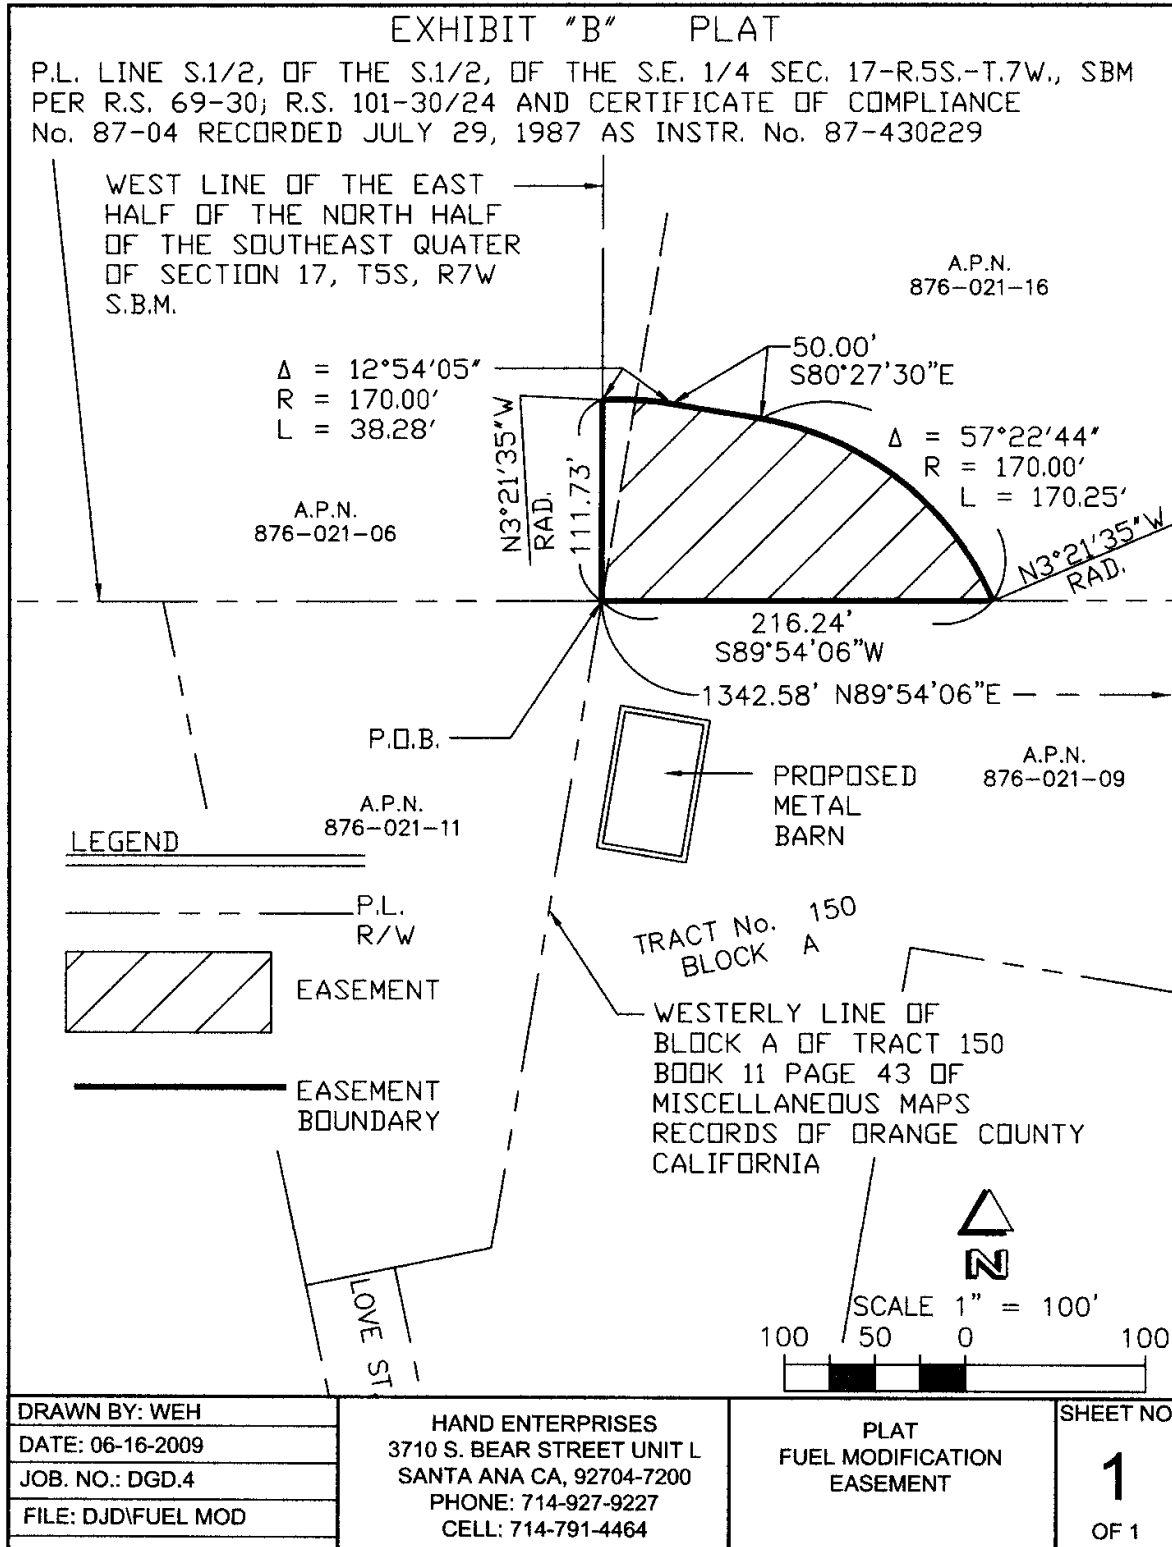 EXHIBIT "B" PLAT
P.L. LINE S.1/2, OF THE S.1/2, OF THE S.E. 1/4 SEC. 17-R.5S.-T.7W., SBM
PER R.S. 69-30; R.S. 101-30/24 AND CERTIFICATE OF COMPLIANCE
No. 87-04 RECORDED JULY 29, 1987 AS INSTR. No. 87-430229
WEST LINE OF THE EAST
HALF OF THE NORTH HALF
OF THE SOUTHEAST QUATER
OF SECTION 17, T5S, R7W
S.B.M.
A.P.N.
876-021-16
50.00'
S80°27'30"E
Δ = 12°54'05"
R = 170.00'
L = 38.28'
N3°21'35"W
RAD.
111.73'
Δ = 57°22'44"
R = 170.00'
L = 170.25'
A.P.N.
876-021-06
N3°21'35"W
RAD.
216.24'
S89°54'06"W
1342.58' N89°54'06"E
P.O.B.
A.P.N.
876-021-09
PROPOSED
METAL
BARN
A.P.N.
876-021-11
LEGEND
P.L.
R/W
EASEMENT
EASEMENT
BOUNDARY
TRACT No. 150
BLOCK A
WESTERLY LINE OF
BLOCK A OF TRACT 150
BOOK 11 PAGE 43 OF
MISCELLANEOUS MAPS
RECORDS OF ORANGE COUNTY
CALIFORNIA
LOVE ST
N
SCALE 1" = 100'
100 50 0 100
DRAWN BY: WEH
DATE: 06-16-2009
JOB. NO.: DGD.4
FILE: DJD\FUEL MOD
HAND ENTERPRISES
3710 S. BEAR STREET UNIT L
SANTA ANA CA, 92704-7200
PHONE: 714-927-9227
CELL: 714-791-4464
PLAT
FUEL MODIFICATION
EASEMENT
SHEET NO
1
OF 1